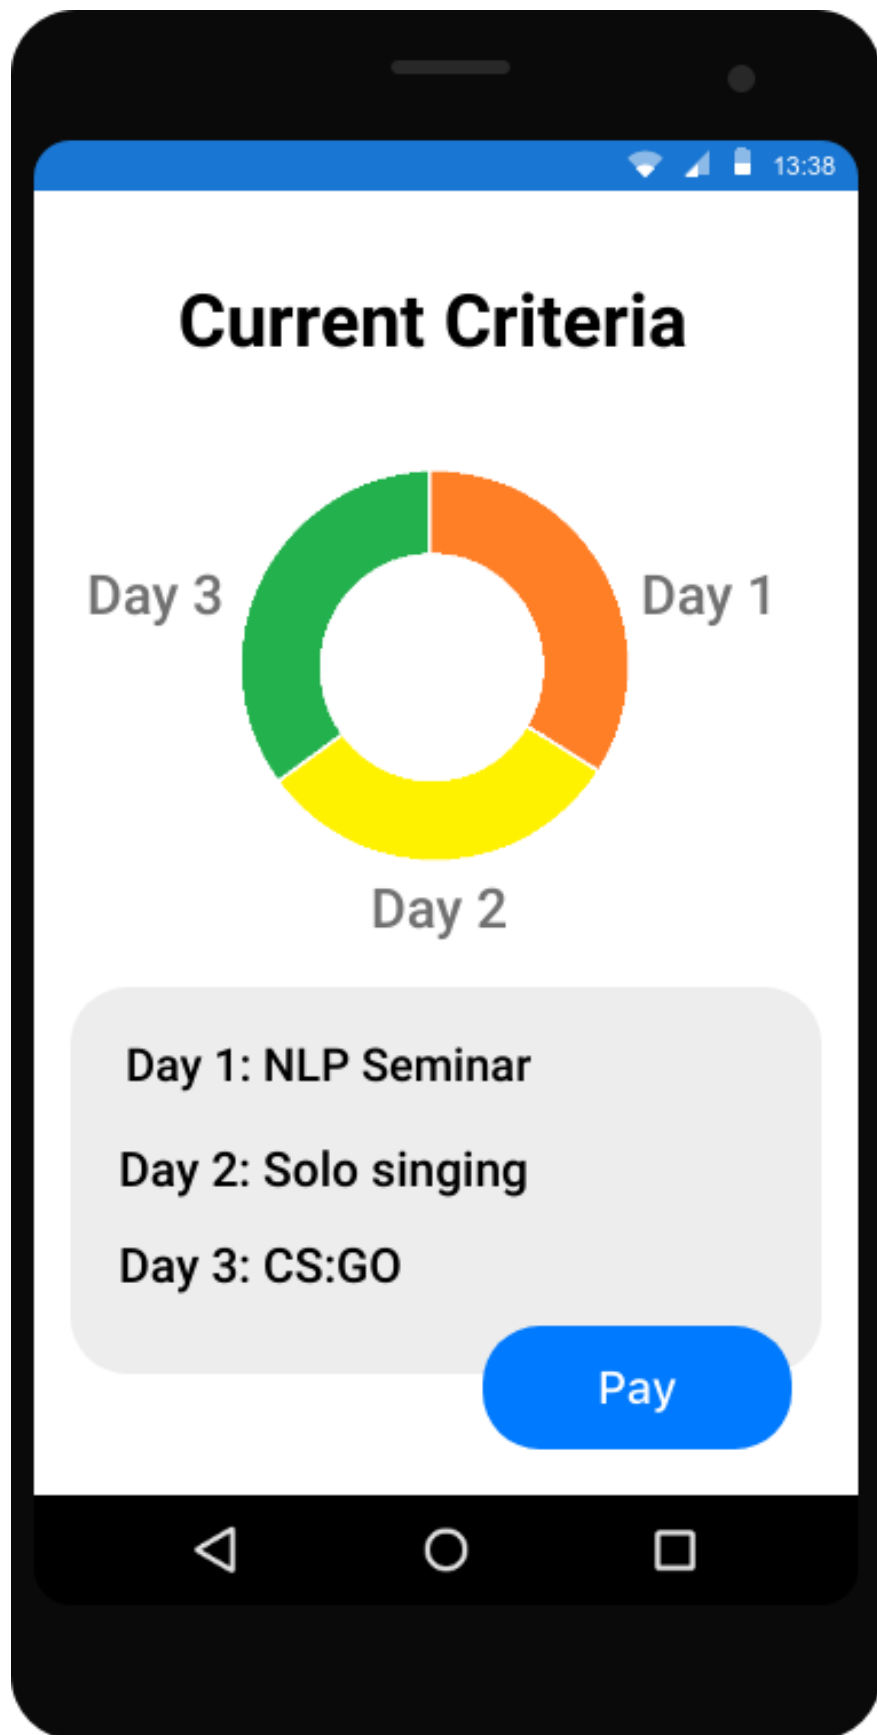 13:38
Current Criteria
Day 3
Day 1
Day 2
Day 1: NLP Seminar
Day 2: Solo singing
Day 3: CS:GO
Pay